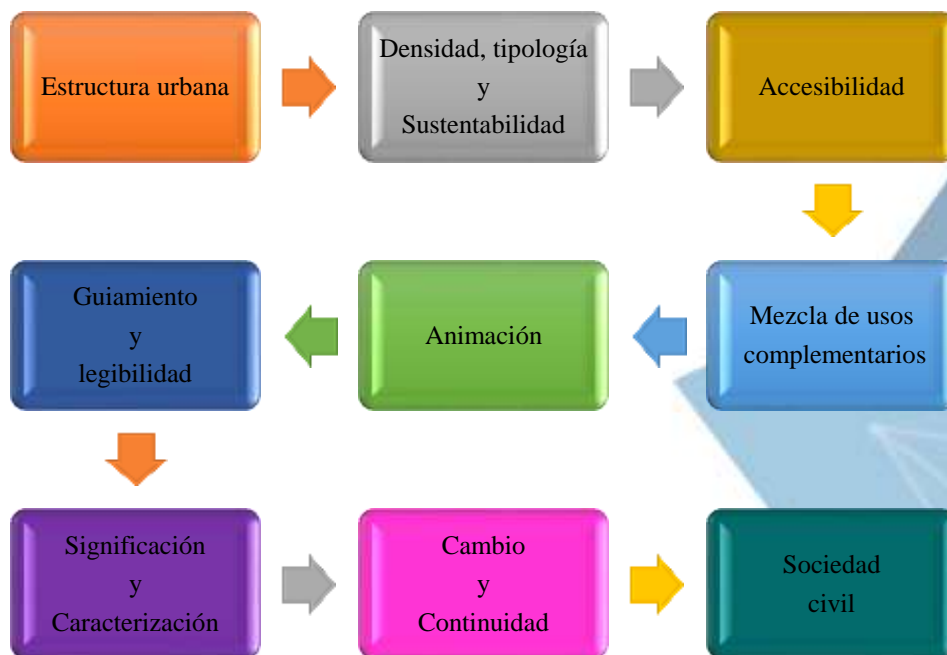 Estructura urbana
Densidad, tipología
y
Sustentabilidad
Accesibilidad
Mezcla de usos
complementarios
Animación
Guiamiento
y
legibilidad
Significación
y
Caracterización
Cambio
y
Continuidad
Sociedad
civil